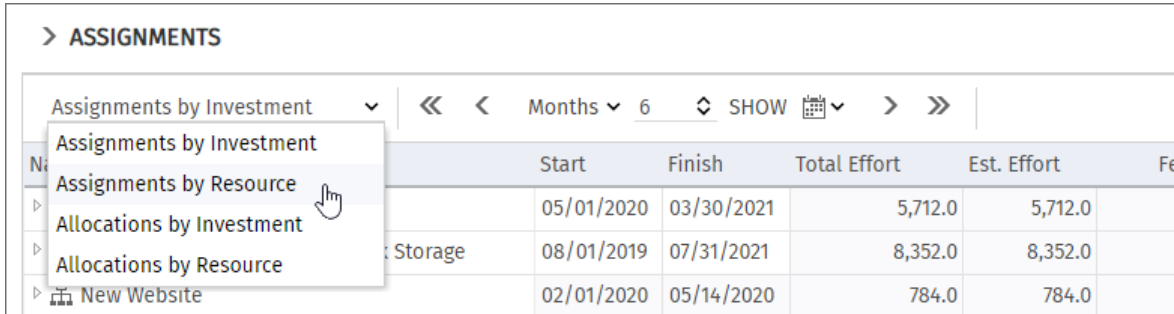 ASSIGNMENTS
Assignments by Investment Months 6 SHOW
Assignments by Investment
Start Finish Total Effort Est. Effort
Assignments by Resource
05/01/2020 03/30/2021 5,712.0 5,712.0
Allocations by Investment
Storage 08/01/2019 07/31/2021 8,352.0 8,352.0
Allocations by Resource
New Website 02/01/2020 05/14/2020 784.0 784.0